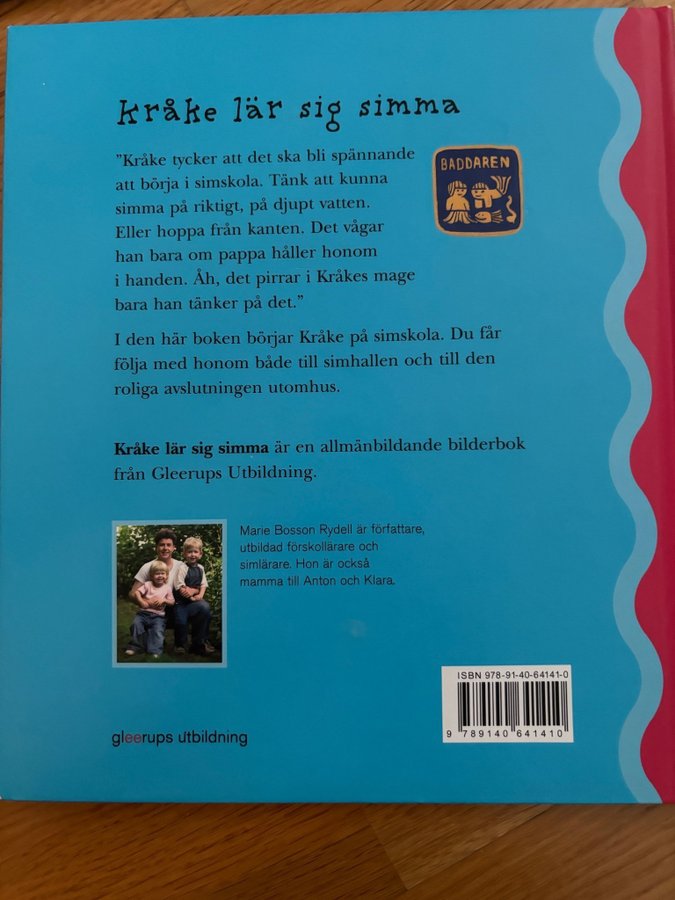 kråke lär sig simma
"Kråke tycker att det ska bli spännande
att börja i simskola. Tänk att kunna
simma på riktigt, på djupt vatten.
Eller hoppa från kanten. Det vågar
han bara om pappa håller honom
i handen. Åh, det pirrar i Kråkes mage
bara han tänker på det."
BADDAREN
I den här boken börjar Kråke på simskola. Du får
följa med honom både till simhallen och till den
roliga avslutningen utomhus.
Kråke lär sig simma är en allmänbildande bilderbok
från Gleerups Utbildning.
Marie Bosson Rydell är författare,
utbildad förskollärare och
simlärare. Hon är också
mamma till Anton och Klara.
ISBN 978-91-40-64141-0
9 789140 641410
gleerups utbildning